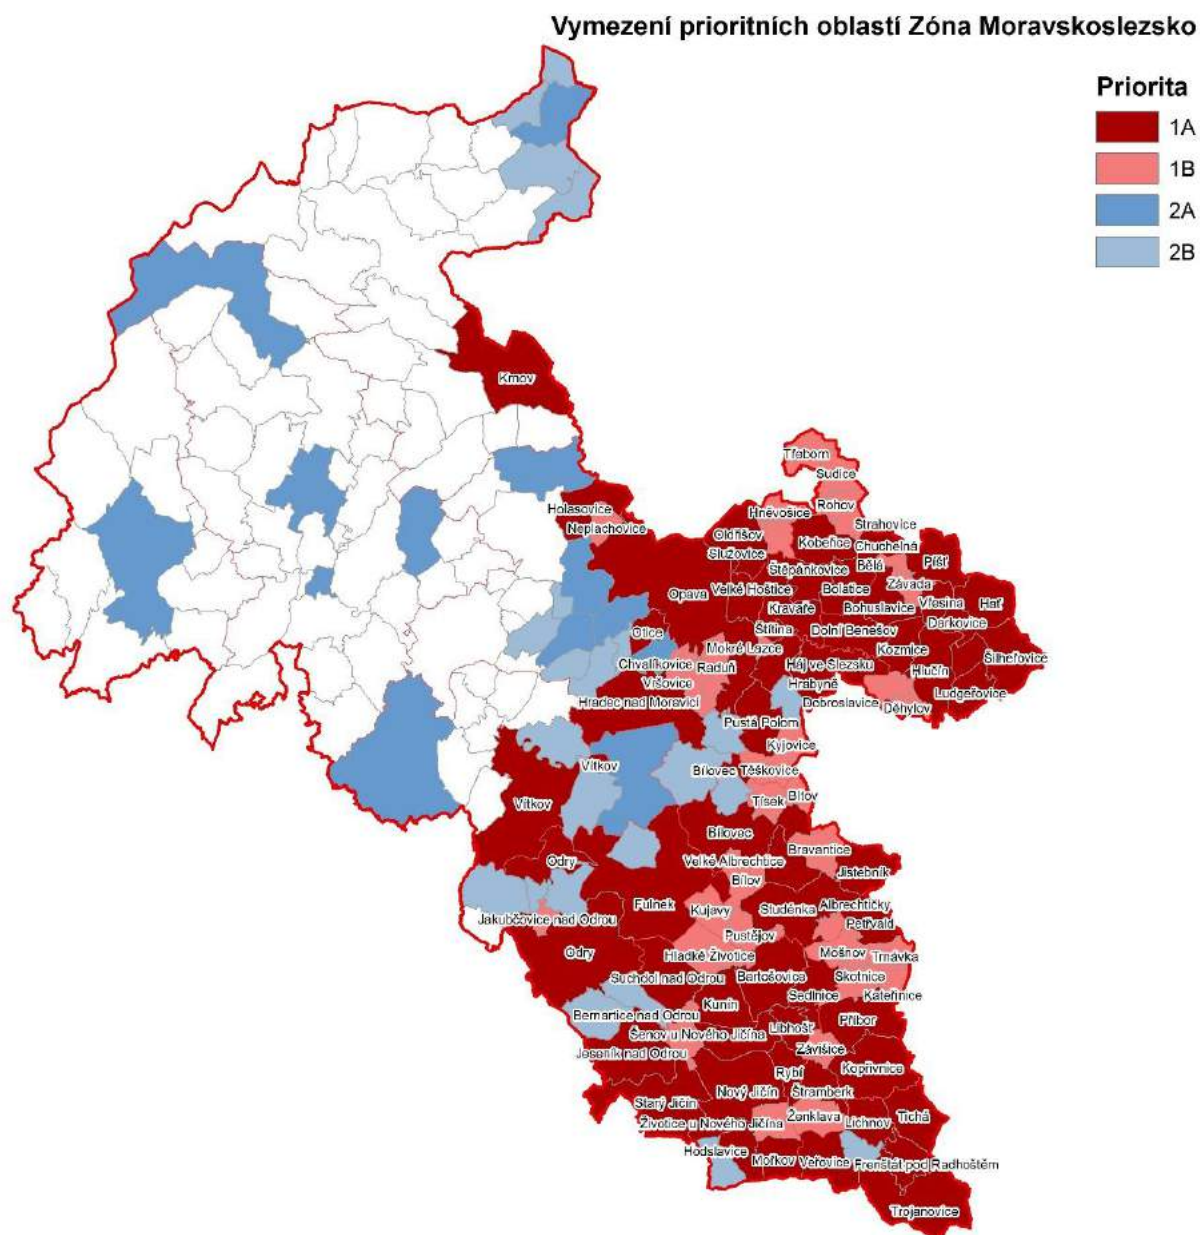 Vymezení prioritních oblastí Zóna Moravskoslezsko
Priorita
1A
1B
2A
2B
Krnov
Třebom
Sudice
Holasovice
Neplachovice
Hněvošice
Rohov
Oldřišov
Strahovice
Služovice
Kobeřice
Chuchelná
Štěpánkovice
Bělá
Píšť
Opava
Velké Hoštice
Bolatice
Závada
Kravaře
Bohuslavice
Vřesina
Hať
Otice
Štítina
Dolní Benešov
Darkovice
Mokré Lazce
Kozmice
Chvalíkovice
Raduň
Háj ve Slezsku
Hlučín
Šilheřovice
Vršovice
Hrabyně
Ludgeřovice
Hradec nad Moravicí
Dobroslavice
Děhylov
Pustá Polom
Kyjovice
Vítkov
Bílovec
Těškovice
Vítkov
Tísek
Bítov
Bílovec
Bravantice
Odry
Velké Albrechtice
Jistebník
Bílov
Fulnek
Kujavy
Studénka
Albrechtičky
Jakubčovice nad Odrou
Petřvald
Pustějov
Odry
Hladké Životice
Mošnov
Trnávka
Suchdol nad Odrou
Bartošovice
Skotnice
Sedlnice
Kateřinice
Bernartice nad Odrou
Kunín
Příbor
Šenov u Nového Jičína
Libhošť
Jeseník nad Odrou
Závišice
Rybí
Kopřivnice
Nový Jičín
Štramberk
Starý Jičín
Životice u Nového Jičína
Ženklava
Lichnov
Tichá
Hodslavice
Mořkov
Veřovice
Frenštát pod Radhoštěm
Trojanovice